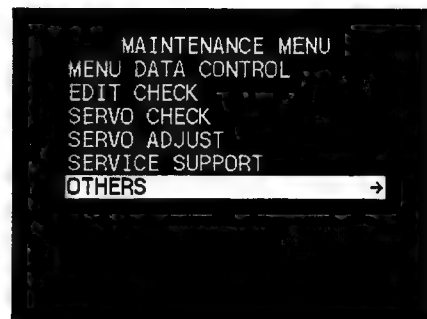 MAINTENANCE MENU
MENU DATA CONTROL
EDIT CHECK
SERVO CHECK
SERVO ADJUST
SERVICE SUPPORT
OTHERS →